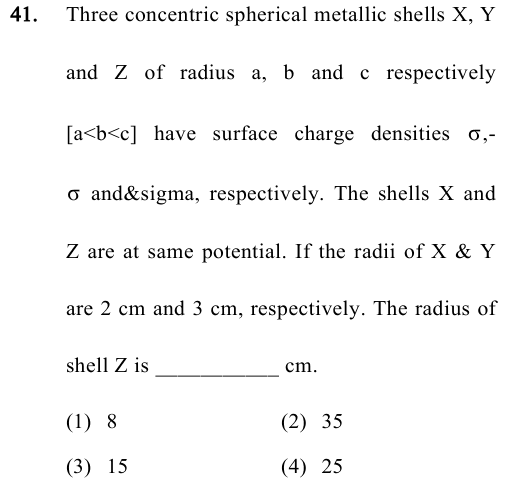 41. Three concentric spherical metallic shells X, Y
and Z of radius a, b and c respectively
[a<b<c] have surface charge densities σ,-
σ and&sigma, respectively. The shells X and
Z are at same potential. If the radii of X & Y
are 2 cm and 3 cm, respectively. The radius of
shell Z is ___________ cm.
(1) 8 (2) 35
(3) 15 (4) 25